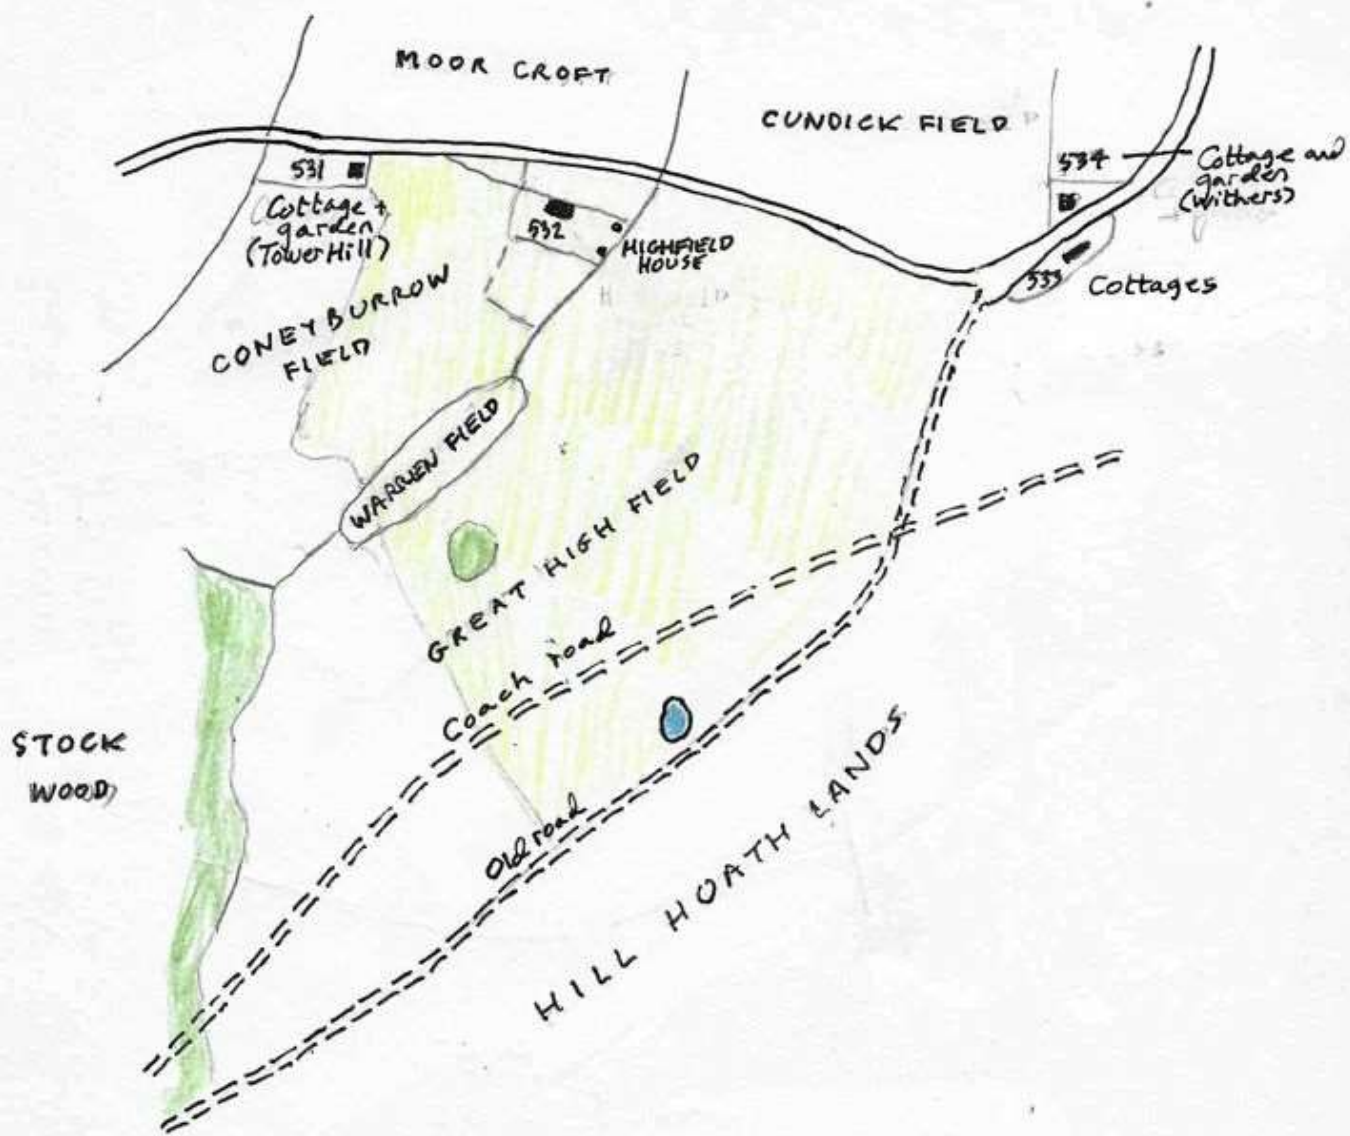 MOOR CROFT
CUNDICK FIELD
531
Cottage +
garden
(Tower Hill)
532
HIGHFIELD
HOUSE
534
Cottage and
garden
(Withers)
533
Cottages
CONEYBURROW
FIELD
WARREN FIELD
GREAT HIGH FIELD
Coach road
Old road
STOCK
WOOD
HILL HOATH LANDS